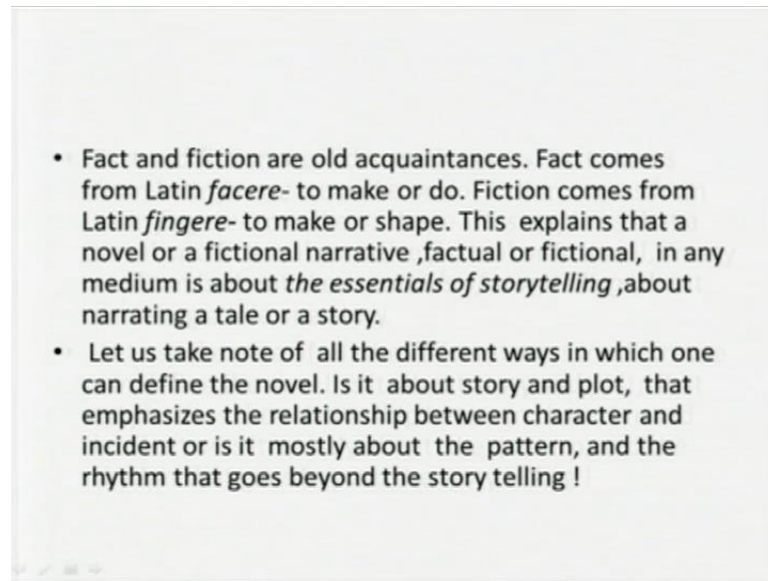 • Fact and fiction are old acquaintances. Fact comes
from Latin facere- to make or do. Fiction comes from
Latin fingere- to make or shape. This  explains that a
novel or a fictional narrative ,factual or fictional,  in any
medium is about the essentials of storytelling ,about
narrating a tale or a story.
•  Let us take note of  all the different ways in which one
can define the novel. Is it  about story and plot,  that
emphasizes the relationship between character and
incident or is it  mostly about  the  pattern, and the
rhythm that goes beyond the story telling !